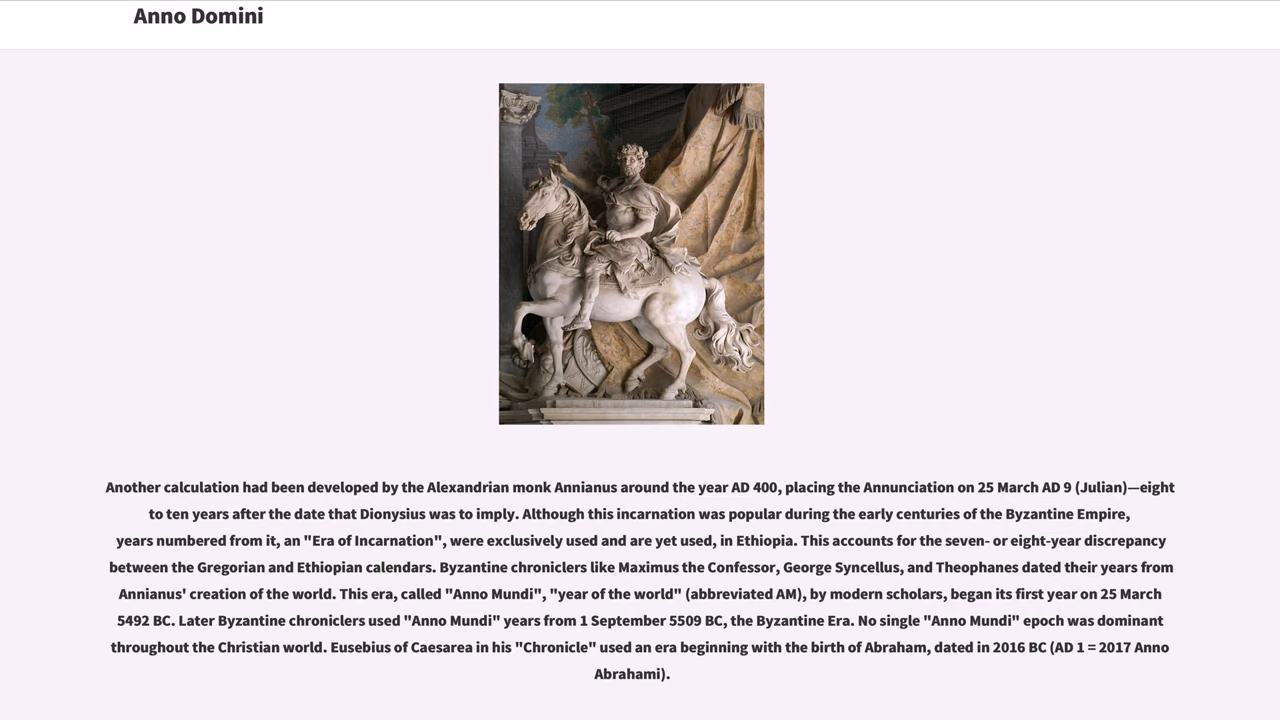 Anno Domini
Another calculation had been developed by the Alexandrian monk Annianus around the year AD 400, placing the Annunciation on 25 March AD 9 (Julian)—eight
to ten years after the date that Dionysius was to imply. Although this incarnation was popular during the early centuries of the Byzantine Empire,
years numbered from it, an "Era of Incarnation", were exclusively used and are yet used, in Ethiopia. This accounts for the seven- or eight-year discrepancy
between the Gregorian and Ethiopian calendars. Byzantine chroniclers like Maximus the Confessor, George Syncellus, and Theophanes dated their years from
Annianus' creation of the world. This era, called "Anno Mundi", "year of the world" (abbreviated AM), by modern scholars, began its first year on 25 March
5492 BC. Later Byzantine chroniclers used "Anno Mundi" years from 1 September 5509 BC, the Byzantine Era. No single "Anno Mundi" epoch was dominant
throughout the Christian world. Eusebius of Caesarea in his "Chronicle" used an era beginning with the birth of Abraham, dated in 2016 BC (AD 1 = 2017 Anno
Abrahami).